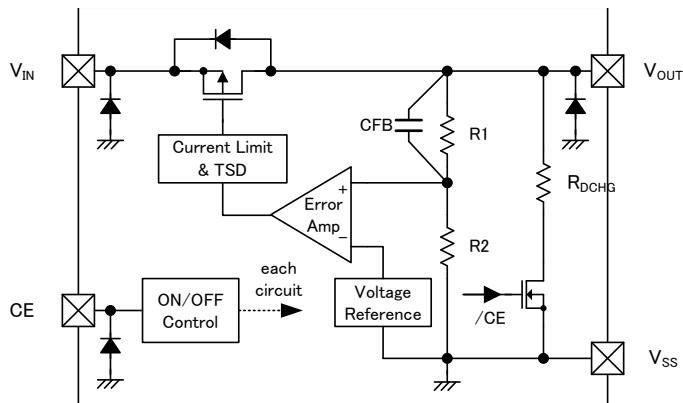 VIN
VOUT
CFB
R1
Current Limit
& TSD
RDCHG
+
Error
Amp
−
R2
each
circuit
CE
ON/OFF
Control
Voltage
Reference
/CE
VSS